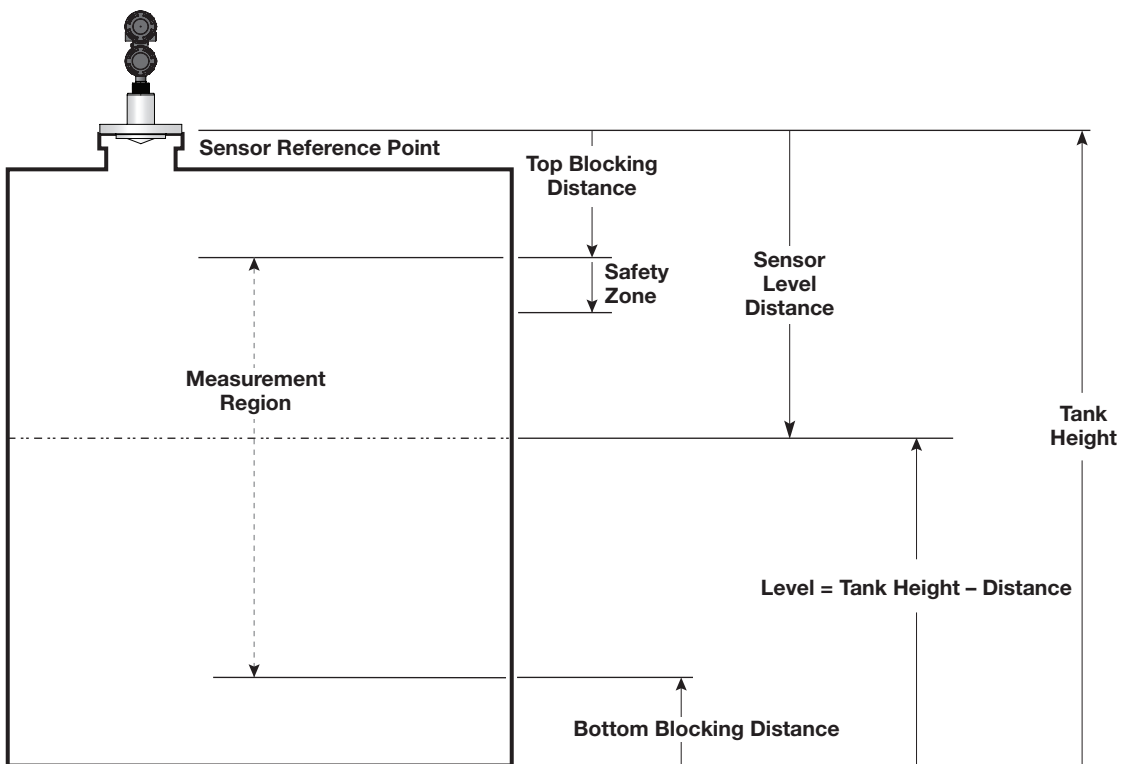 Sensor Reference Point
Top Blocking
Distance
Safety
Zone
Sensor
Level
Distance
Measurement
Region
Tank
Height
Level = Tank Height – Distance
Bottom Blocking Distance